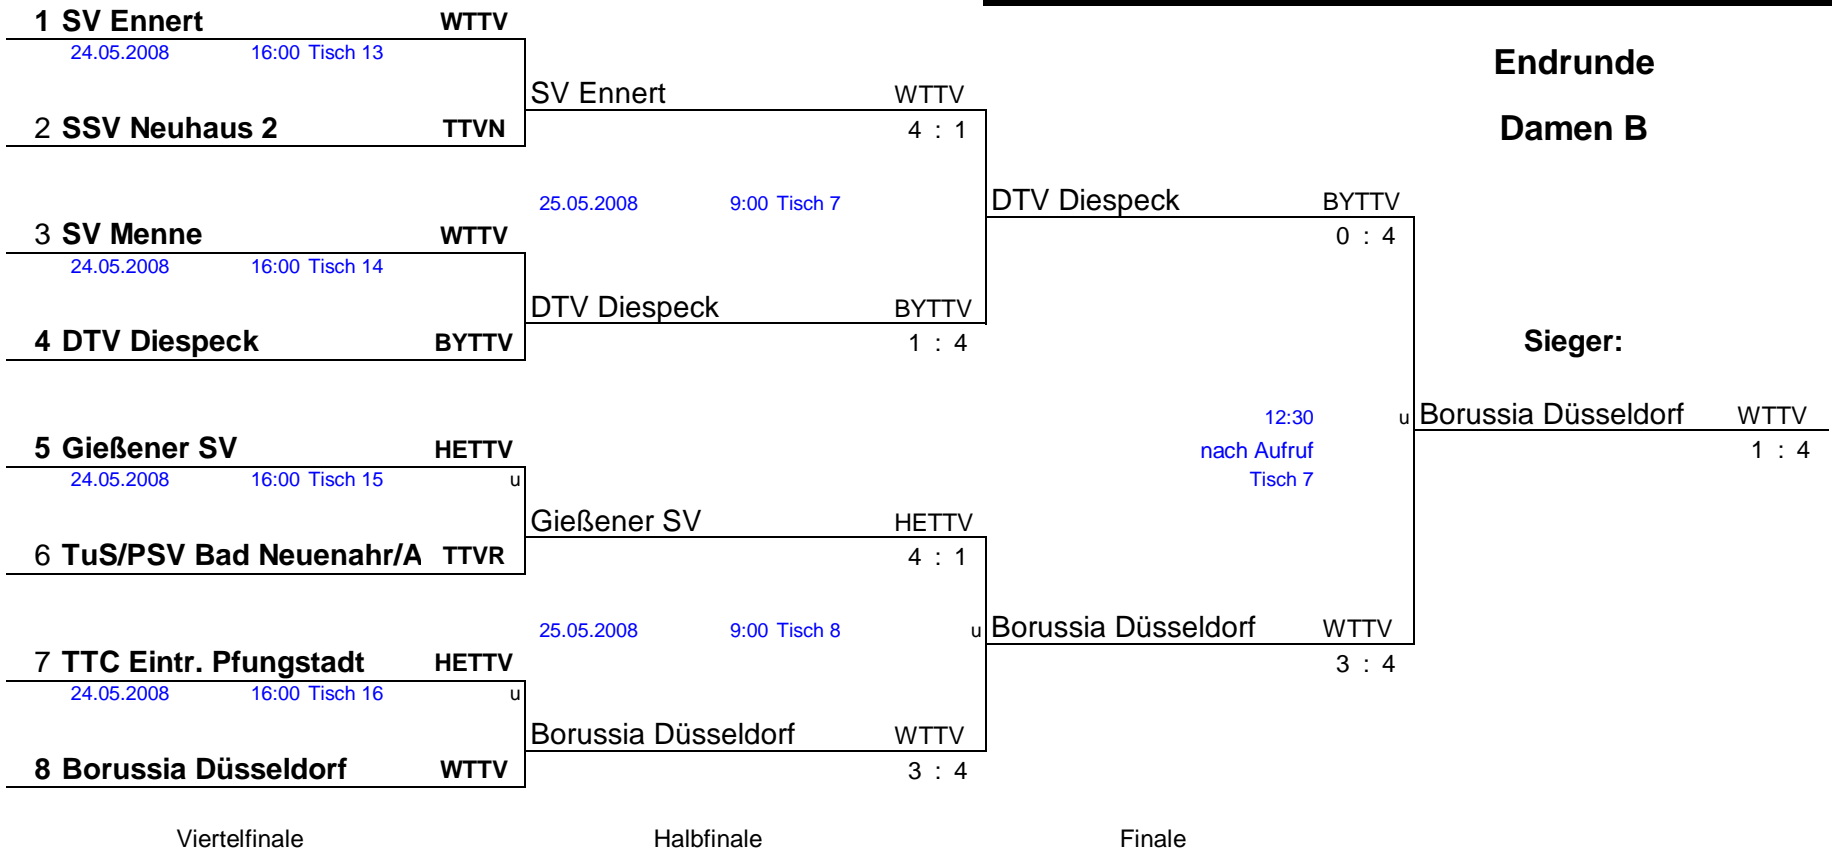 1 SV Ennert WTTV
24.05.2008 16:00 Tisch 13
Endrunde
SV Ennert WTTV
2 SSV Neuhaus 2 TTVN
4 : 1
Damen B
25.05.2008 9:00 Tisch 7
DTV Diespeck BYTTV
3 SV Menne WTTV
0 : 4
24.05.2008 16:00 Tisch 14
DTV Diespeck BYTTV
4 DTV Diespeck BYTTV
1 : 4
Sieger:
12:30
u Borussia Düsseldorf WTTV
5 Gießener SV HETTV
nach Aufruf
1 : 4
24.05.2008 16:00 Tisch 15 u
Tisch 7
Gießener SV HETTV
6 TuS/PSV Bad Neuenahr/A TTVR
4 : 1
25.05.2008 9:00 Tisch 8
u Borussia Düsseldorf WTTV
7 TTC Eintr. Pfungstadt HETTV
3 : 4
24.05.2008 16:00 Tisch 16 u
Borussia Düsseldorf WTTV
8 Borussia Düsseldorf WTTV
3 : 4
Viertelfinale Halbfinale Finale